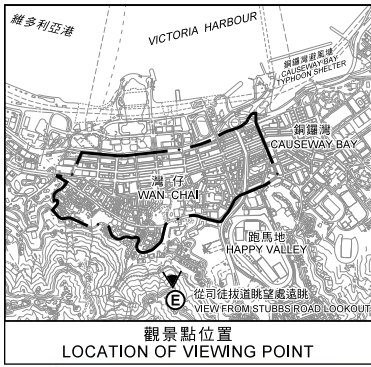 維多利亞港
VICTORIA HARBOUR
銅鑼灣避風塘
CAUSEWAY BAY
TYPHOON SHELTER
銅鑼灣
CAUSEWAY BAY
灣仔
WAN CHAI
跑馬地
HAPPY VALLEY
E
從司徒拔道眺望處遠眺
VIEW FROM STUBBS ROAD LOOKOUT
觀景點位置
LOCATION OF VIEWING POINT